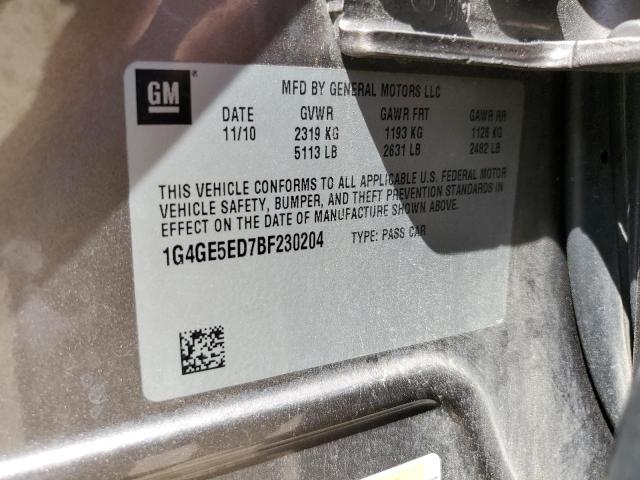 GM
MFD BY GENERAL MOTORS LLC
DATE GVWR GAWR FRT GAWR RR
11/10 2319 KG 1193 KG 1126 KG
5113 LB 2631 LB 2482 LB
THIS VEHICLE CONFORMS TO ALL APPLICABLE U.S. FEDERAL MOTOR
VEHICLE SAFETY, BUMPER, AND THEFT PREVENTION STANDARDS IN
EFFECT ON THE DATE OF MANUFACTURE SHOWN ABOVE.
1G4GE5ED7BF230204 TYPE: PASS CAR